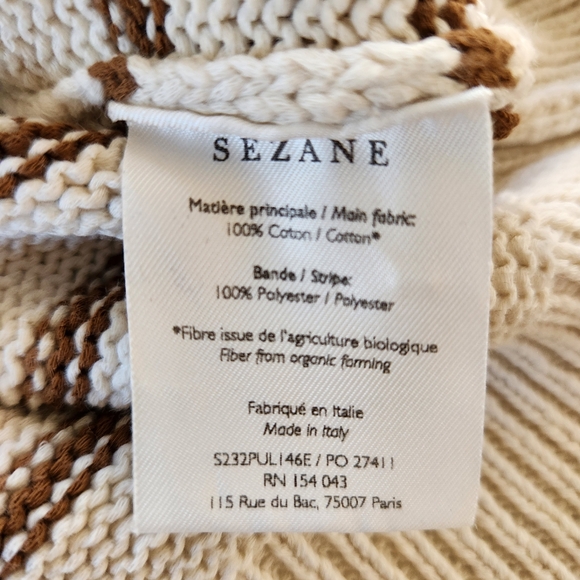 SEZANE
Matière principale / Main fabric:
100% Coton / Cotton*
Bande / Stripe:
100% Polyester / Polyester
*Fibre issue de l'agriculture biologique
Fiber from organic farming
Fabriqué en Italie
Made in Italy
S232PUL146E / PO 27411
RN 154 043
115 Rue du Bac, 75007 Paris